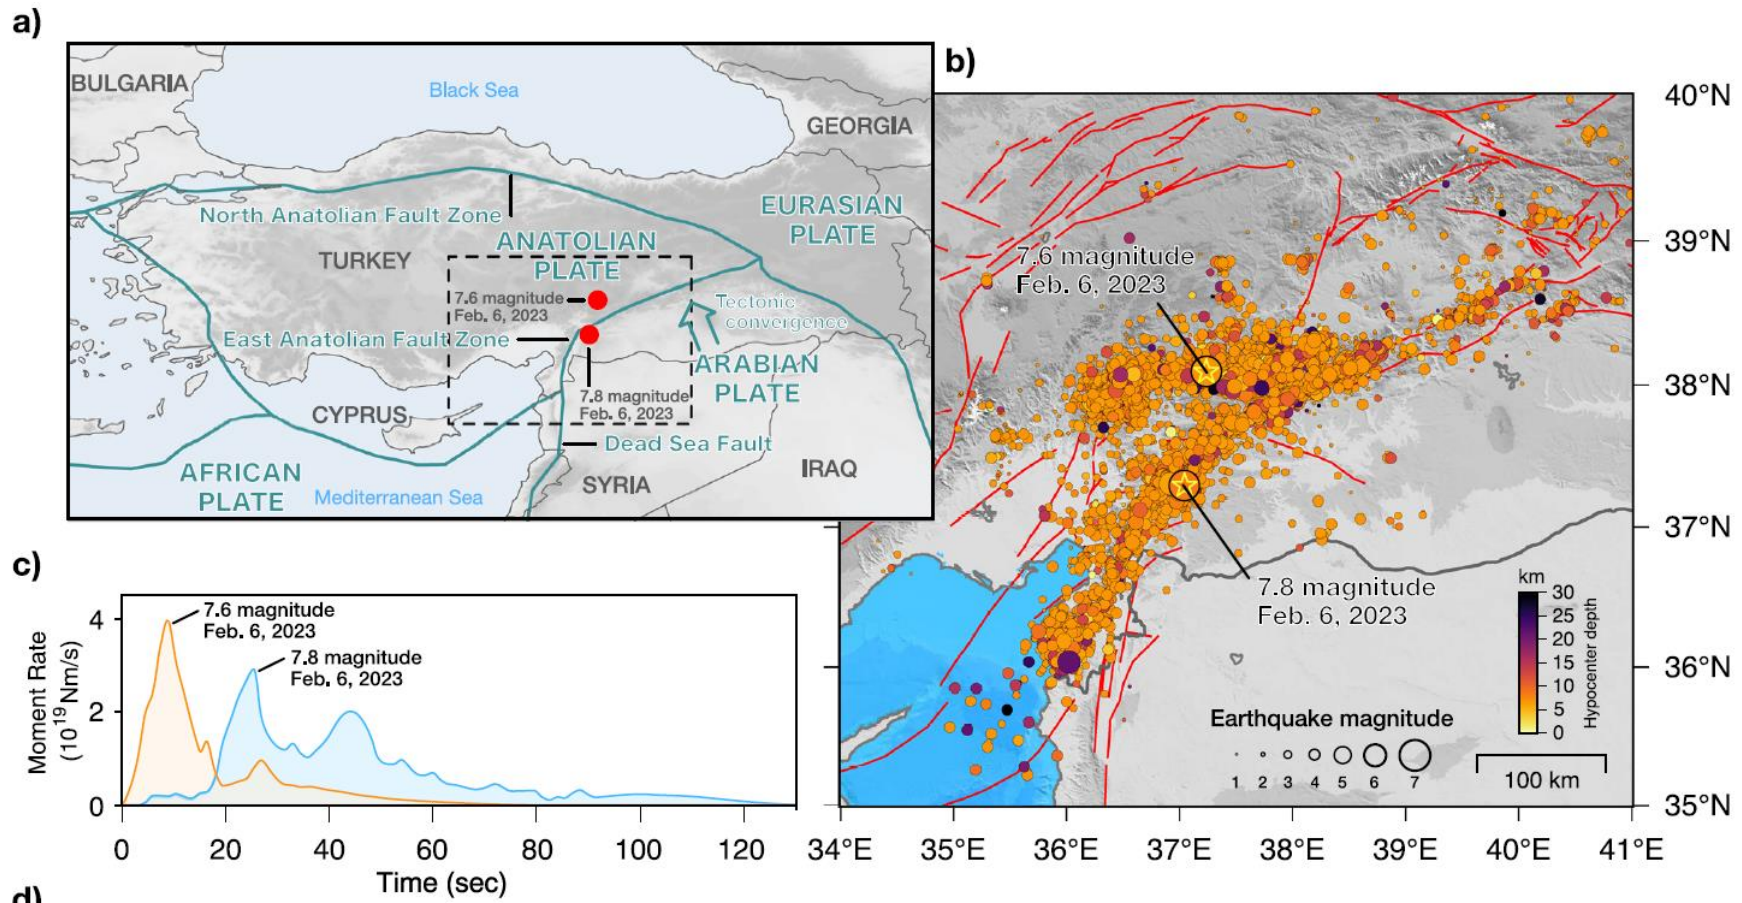 a)
BULGARIA
Black Sea
GEORGIA
North Anatolian Fault Zone
EURASIAN
PLATE
ANATOLIAN
PLATE
TURKEY
7.6 magnitude
Feb. 6, 2023
Tectonic
convergence
East Anatolian Fault Zone
ARABIAN
PLATE
7.8 magnitude
Feb. 6, 2023
CYPRUS
Dead Sea Fault
AFRICAN
PLATE
Mediterranean Sea
SYRIA
IRAQ
b)
40°N
39°N
38°N
37°N
36°N
35°N
7.6 magnitude
Feb. 6, 2023
7.8 magnitude
Feb. 6, 2023
km
30
25
20
15
10
5
0
Hypocenter depth
Earthquake magnitude
1 2 3 4 5 6 7
100 km
34°E 35°E 36°E 37°E 38°E 39°E 40°E 41°E
c)
7.6 magnitude
Feb. 6, 2023
7.8 magnitude
Feb. 6, 2023
Moment Rate
(10¹⁹ Nm/s)
4
2
0
0 20 40 60 80 100 120
Time (sec)
d)